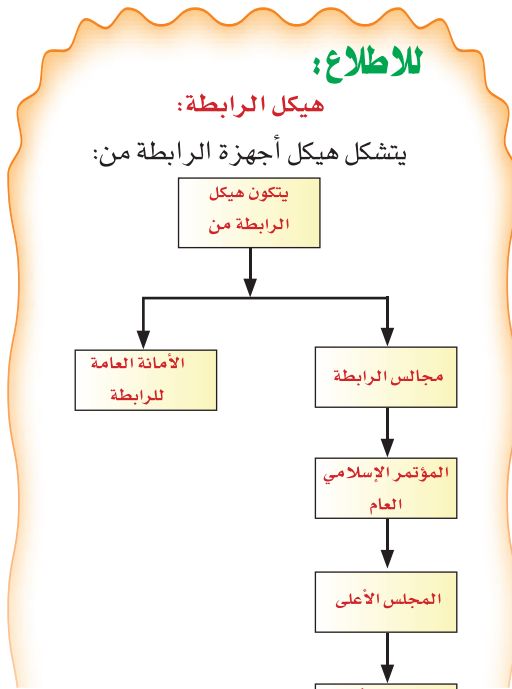 للاطلاع:
هيكل الرابطة:
يتشكل هيكل أجهزة الرابطة من:
يتكون هيكل
الرابطة من
مجالس الرابطة
الأمانة العامة
للرابطة
المؤتمر الإسلامي
العام
المجلس الأعلى